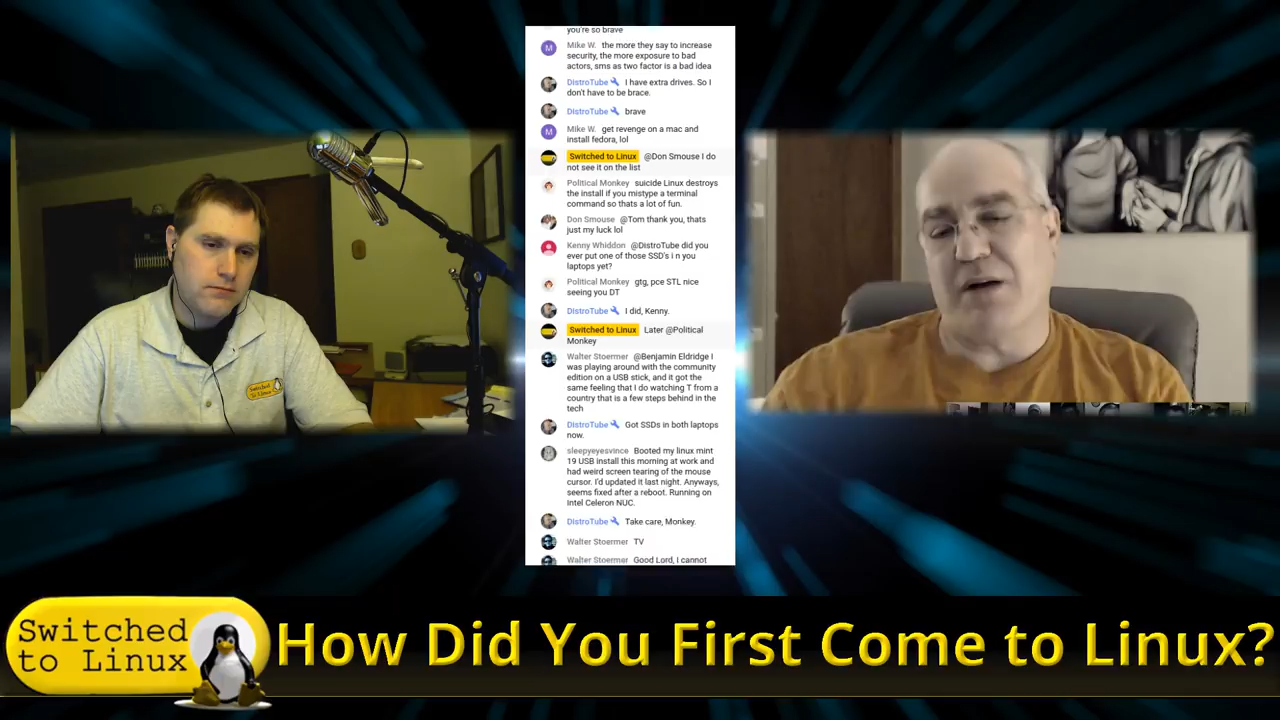 you're so brave
M
Mike W. the more they say to increase
security, the more exposure to bad
actors, sms as two factor is a bad idea
DistroTube I have extra drives. So I
don't have to be brace.
DistroTube brave
M
Mike W. get revenge on a mac and
install fedora, lol
Switched to Linux @Don Smouse I do
not see it on the list
Political Monkey suicide Linux destroys
the install if you mistype a terminal
command so thats a lot of fun.
Don Smouse @Tom thank you, thats
just my luck lol
Kenny Whiddon @DistroTube did you
ever put one of those SSD's i n you
laptops yet?
Political Monkey gtg, pce STL nice
seeing you DT
DistroTube I did, Kenny.
Switched to Linux Later @Political
Monkey
Walter Stoermer @Benjamin Eldridge I
was playing around with the community
edition on a USB stick, and it got the
same feeling that I do watching T from a
country that is a few steps behind in the
tech
DistroTube Got SSDs in both laptops
now.
sleepyeyesvince Booted my linux mint
19 USB install this morning at work and
had weird screen tearing of the mouse
cursor. I'd updated it last night. Anyways,
seems fixed after a reboot. Running on
Intel Celeron NUC.
DistroTube Take care, Monkey.
Walter Stoermer TV
Walter Stoermer Good Lord, I cannot
Switched
to Linux
Switched
to Linux
How Did You First Come to Linux?